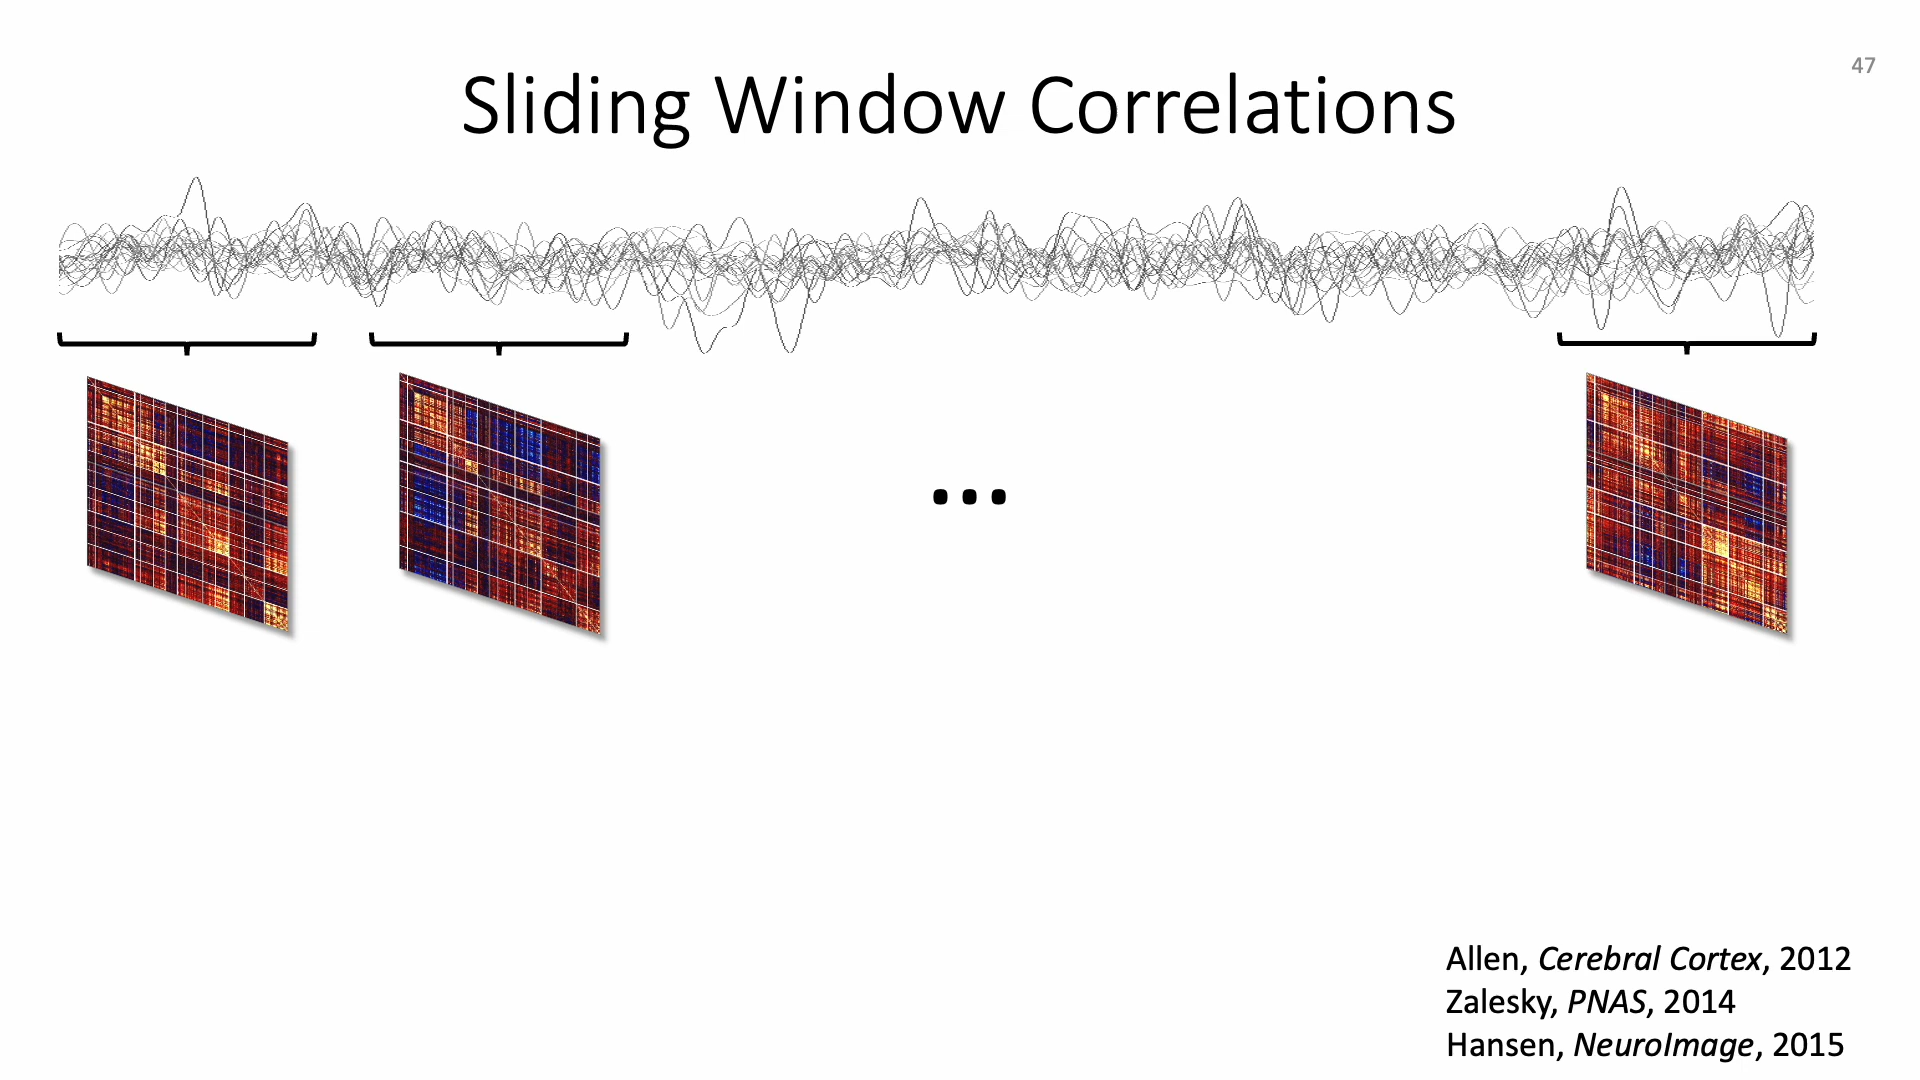 47
Sliding Window Correlations
...
Allen, Cerebral Cortex, 2012
Zalesky, PNAS, 2014
Hansen, NeuroImage, 2015